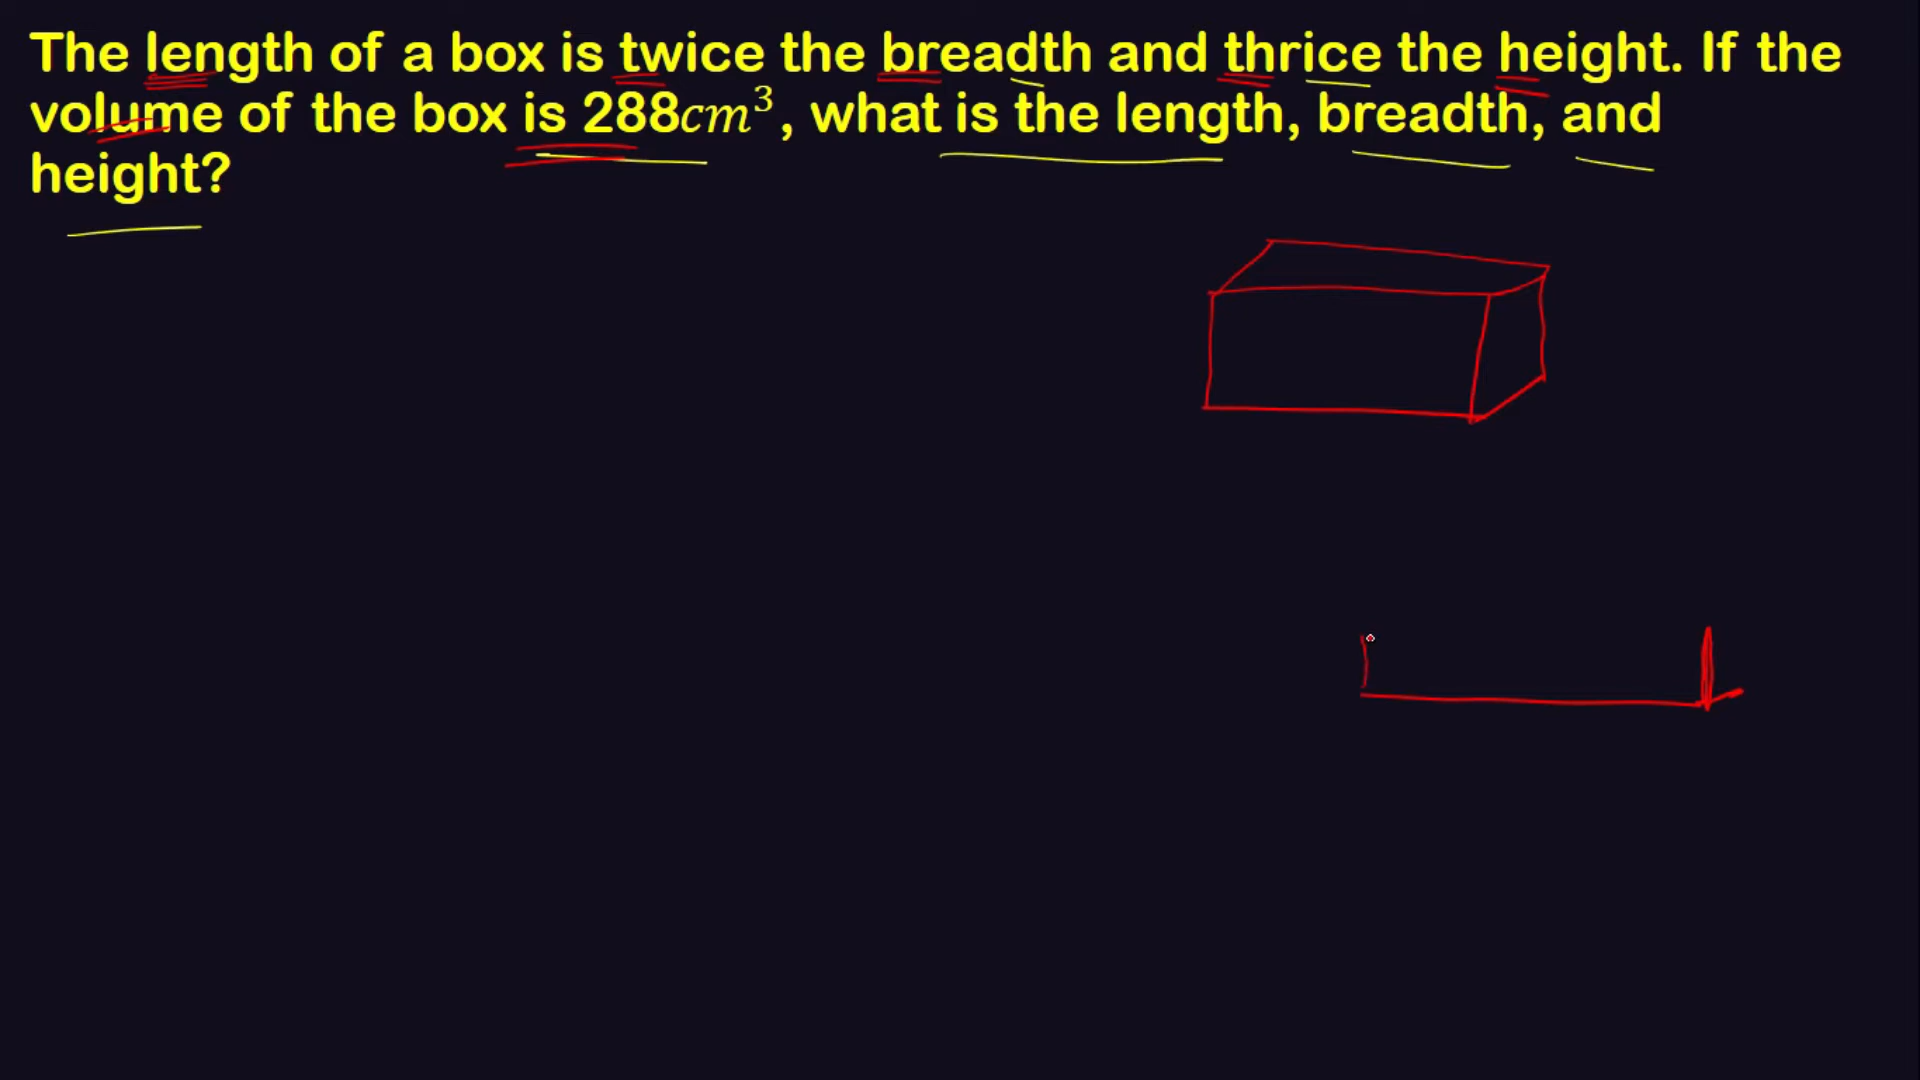 The length of a box is twice the breadth and thrice the height. If the
volume of the box is 288cm³, what is the length, breadth, and
height?